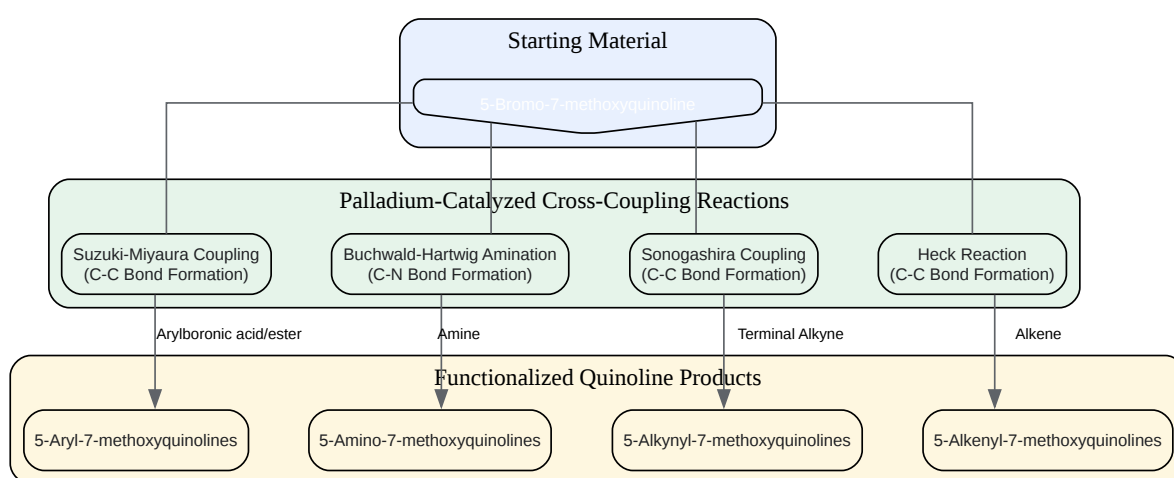 Starting Material
5-Bromo-7-methoxyquinoline
Palladium-Catalyzed Cross-Coupling Reactions
Suzuki-Miyaura Coupling
(C-C Bond Formation)
Buchwald-Hartwig Amination
(C-N Bond Formation)
Sonogashira Coupling
(C-C Bond Formation)
Heck Reaction
(C-C Bond Formation)
Arylboronic acid/ester
Amine
Terminal Alkyne
Alkene
Functionalized Quinoline Products
5-Aryl-7-methoxyquinolines
5-Amino-7-methoxyquinolines
5-Alkynyl-7-methoxyquinolines
5-Alkenyl-7-methoxyquinolines